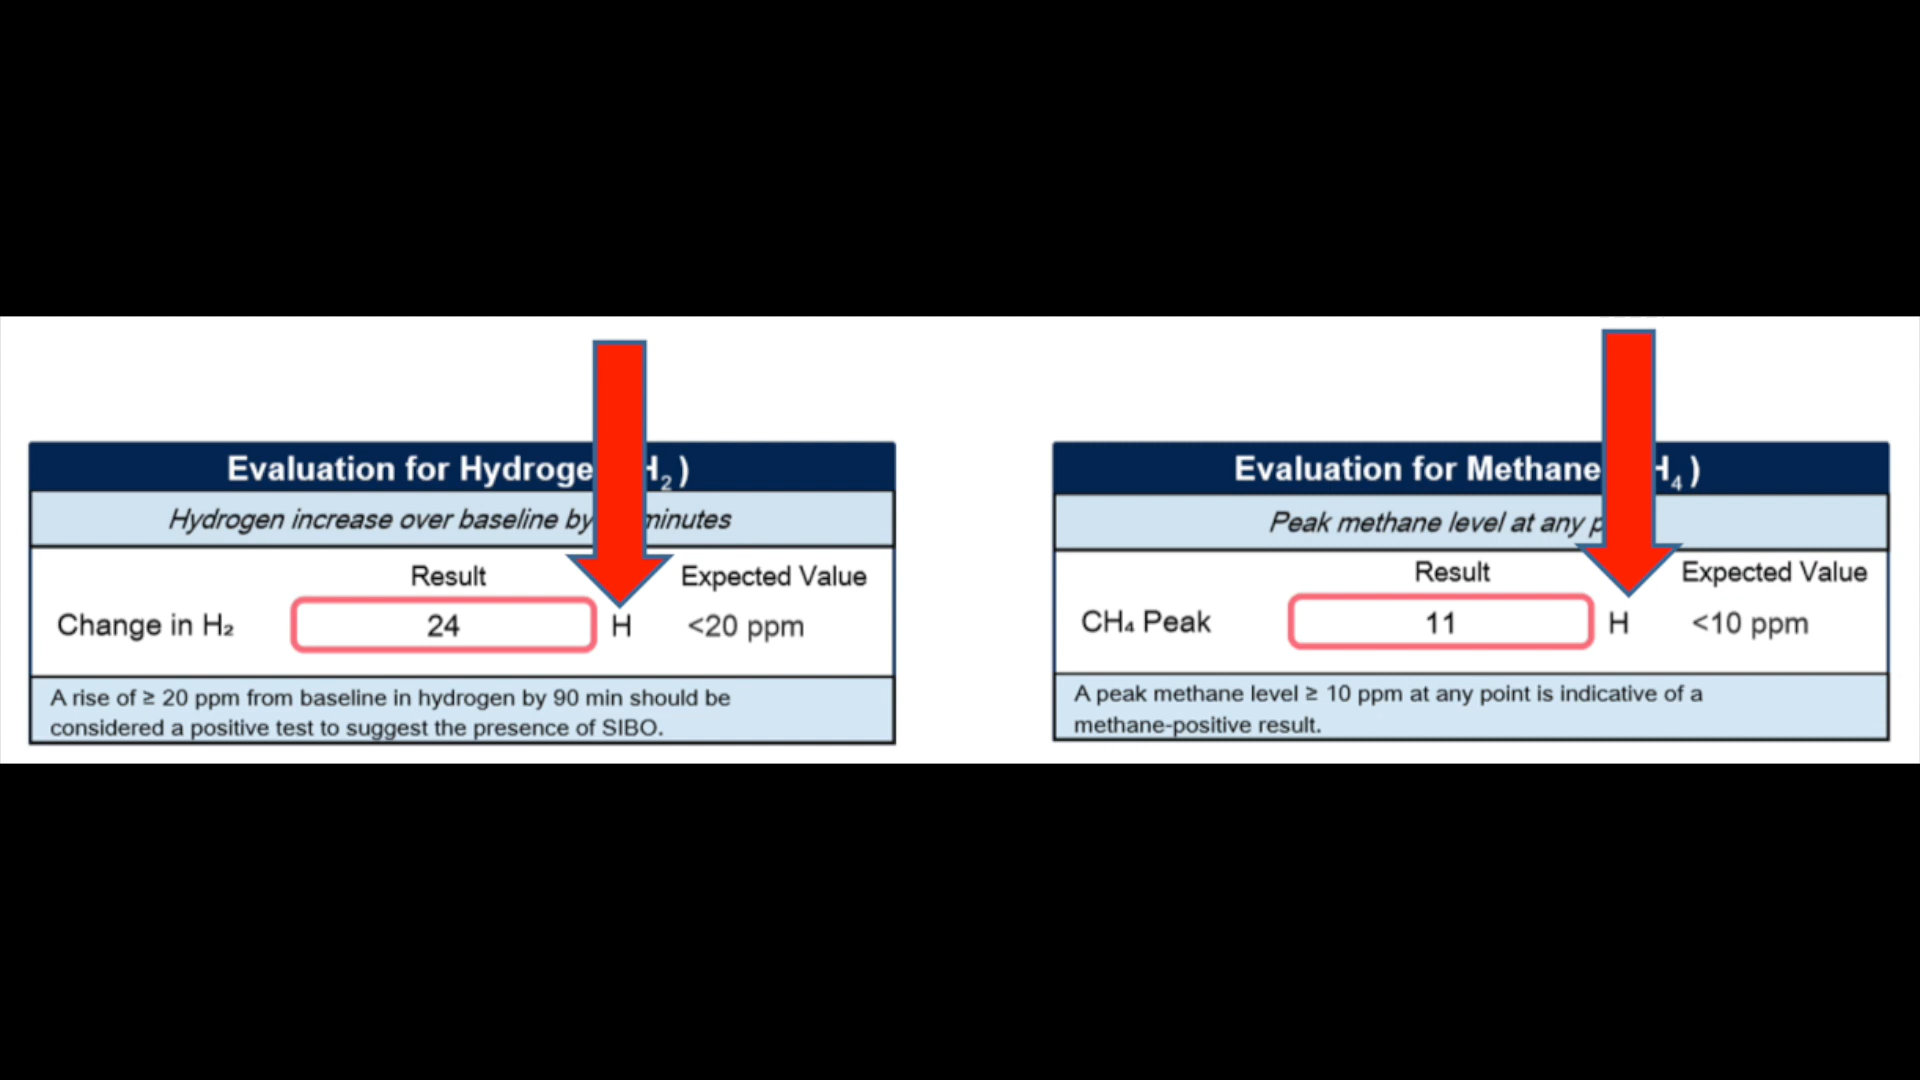 Evaluation for Hydroge H₂ )
Hydrogen increase over baseline by minutes
Result Expected Value
Change in H₂ 24 H <20 ppm
A rise of ≥ 20 ppm from baseline in hydrogen by 90 min should be
considered a positive test to suggest the presence of SIBO.
Evaluation for Methane H₄ )
Peak methane level at any
Result Expected Value
CH₄ Peak 11 H <10 ppm
A peak methane level ≥ 10 ppm at any point is indicative of a
methane-positive result.